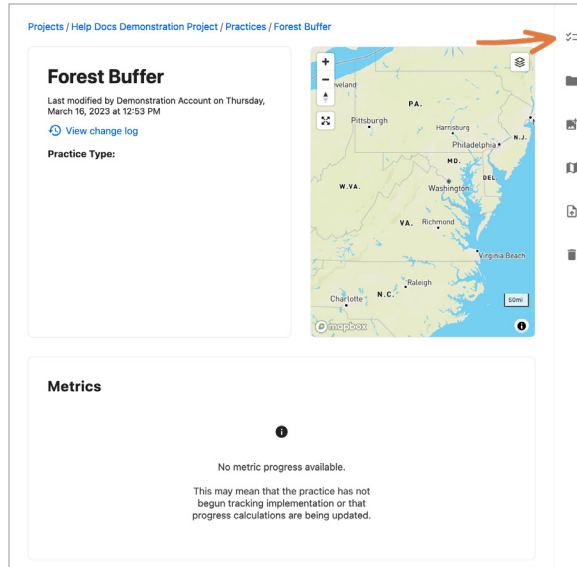 Projects / Help Docs Demonstration Project / Practices / Forest Buffer
Forest Buffer
Last modified by Demonstration Account on Thursday,
March 16, 2023 at 12:53 PM
View change log
Practice Type:
veland
PA.
Pittsburgh
Harrisburg
N.J.
Philadelphia
MD.
DEL.
W.VA.
Washington
VA.
Richmond
Virginia Beach
Raleigh
N.C.
Charlotte
50mi
mapbox
Metrics
No metric progress available.
This may mean that the practice has not
begun tracking implementation or that
progress calculations are being updated.